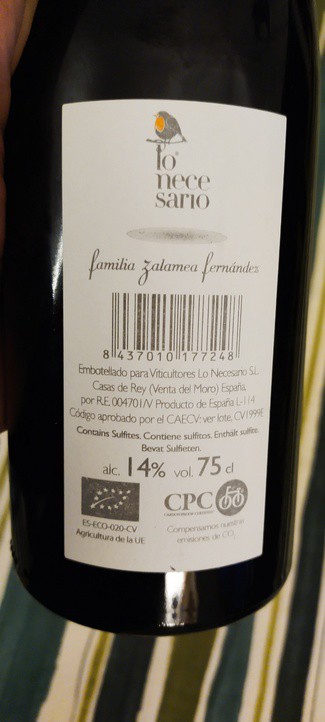 lo
nece
sario
familia Zalamea fernández
8 437010 177248
Embotellado para Viticultores Lo Necesario S.L.
Casas de Rey (Venta del Moro) España,
por R.E. 004701/V Producto de España L-114
Código aprobado por el CAECV: ver lote, CV1999E
Contains Sulfites. Contiene sulfitos. Enthält sulfite.
Bevat Sulfieten.
alc. 14% vol. 75 cl
CPC
ES-ECO-020-CV
Agricultura de la UE
Compensamos nuestras
emisiones de CO2